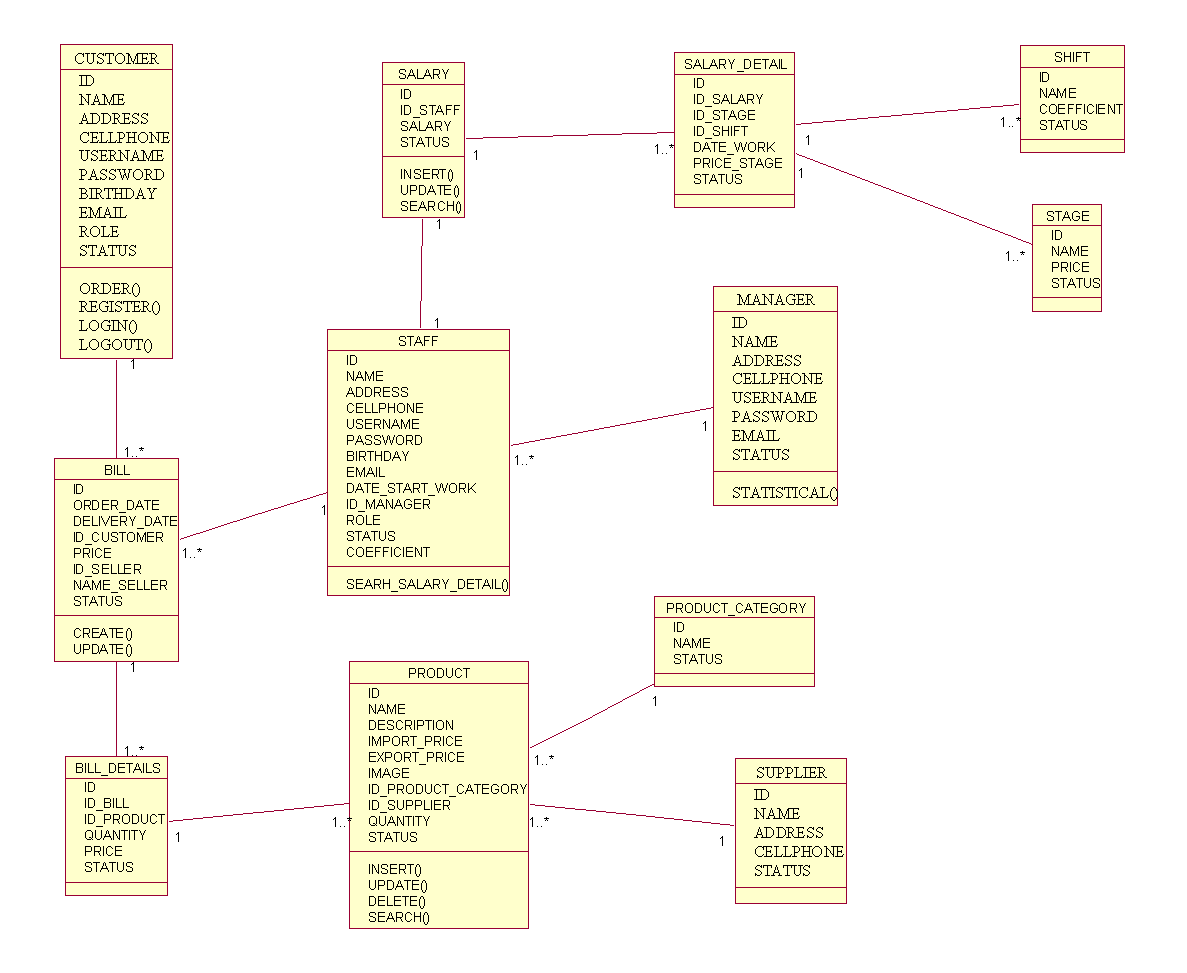 CUSTOMER
ID
NAME
ADDRESS
CELLPHONE
USERNAME
PASSWORD
BIRTHDAY
EMAIL
ROLE
STATUS
ORDER()
REGISTER()
LOGIN()
LOGOUT()
1
1..*
SALARY
ID
ID_STAFF
SALARY
STATUS
INSERT()
UPDATE()
SEARCH()
1
1..*
1
1
SALARY_DETAIL
ID
ID_SALARY
ID_STAGE
ID_SHIFT
DATE_WORK
PRICE_STAGE
STATUS
1
1..*
1
1..*
SHIFT
ID
NAME
COEFFICIENT
STATUS
STAGE
ID
NAME
PRICE
STATUS
STAFF
ID
NAME
ADDRESS
CELLPHONE
USERNAME
PASSWORD
BIRTHDAY
EMAIL
DATE_START_WORK
ID_MANAGER
ROLE
STATUS
COEFFICIENT
SEARH_SALARY_DETAIL()
1..*
1
MANAGER
ID
NAME
ADDRESS
CELLPHONE
USERNAME
PASSWORD
EMAIL
STATUS
STATISTICAL()
BILL
ID
ORDER_DATE
DELIVERY_DATE
ID_CUSTOMER
PRICE
ID_SELLER
NAME_SELLER
STATUS
CREATE()
UPDATE()
1..*
1
1
1..*
BILL_DETAILS
ID
ID_BILL
ID_PRODUCT
QUANTITY
PRICE
STATUS
1
1..*
PRODUCT
ID
NAME
DESCRIPTION
IMPORT_PRICE
EXPORT_PRICE
IMAGE
ID_PRODUCT_CATEGORY
ID_SUPPLIER
QUANTITY
STATUS
INSERT()
UPDATE()
DELETE()
SEARCH()
1..*
1
PRODUCT_CATEGORY
ID
NAME
STATUS
1..*
1
SUPPLIER
ID
NAME
ADDRESS
CELLPHONE
STATUS